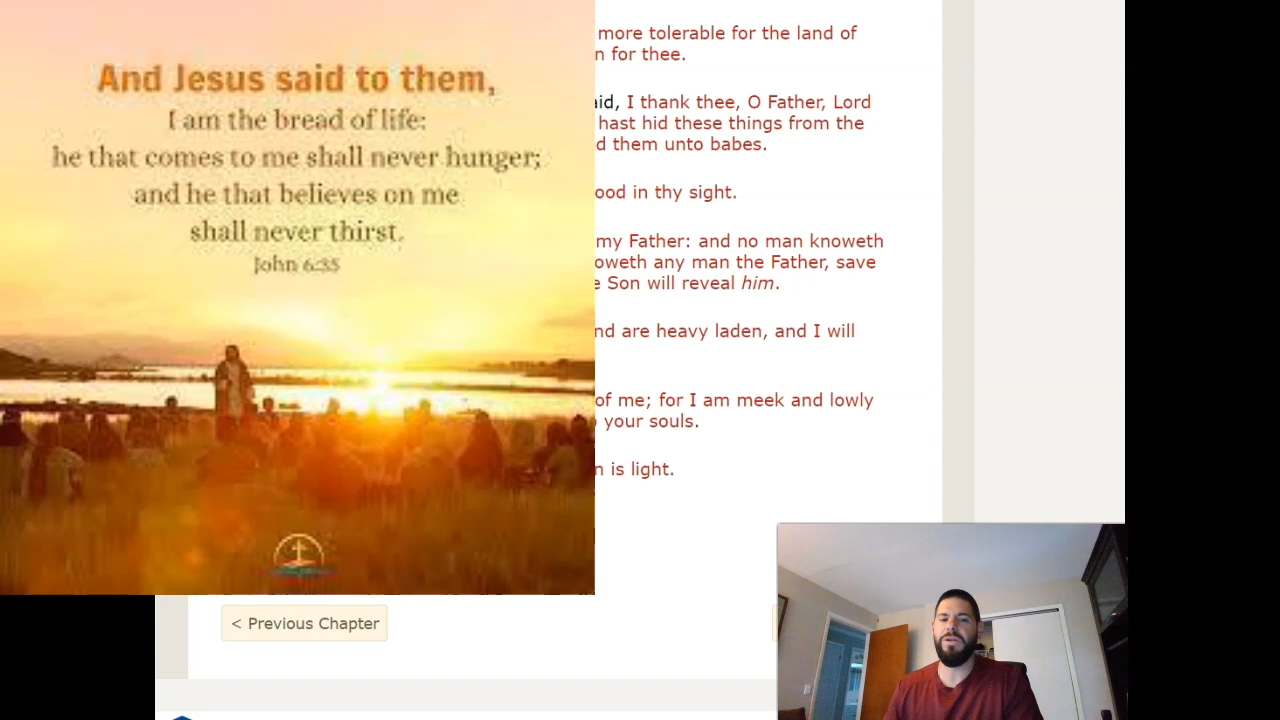 And Jesus said to them,
I am the bread of life:
he that comes to me shall never hunger;
and he that believes on me
shall never thirst.
John 6:35
more tolerable for the land of
n for thee.
aid, I thank thee, O Father, Lord
hast hid these things from the
d them unto babes.
ood in thy sight.
my Father: and no man knoweth
oweth any man the Father, save
e Son will reveal him.
nd are heavy laden, and I will
of me; for I am meek and lowly
your souls.
n is light.
< Previous Chapter